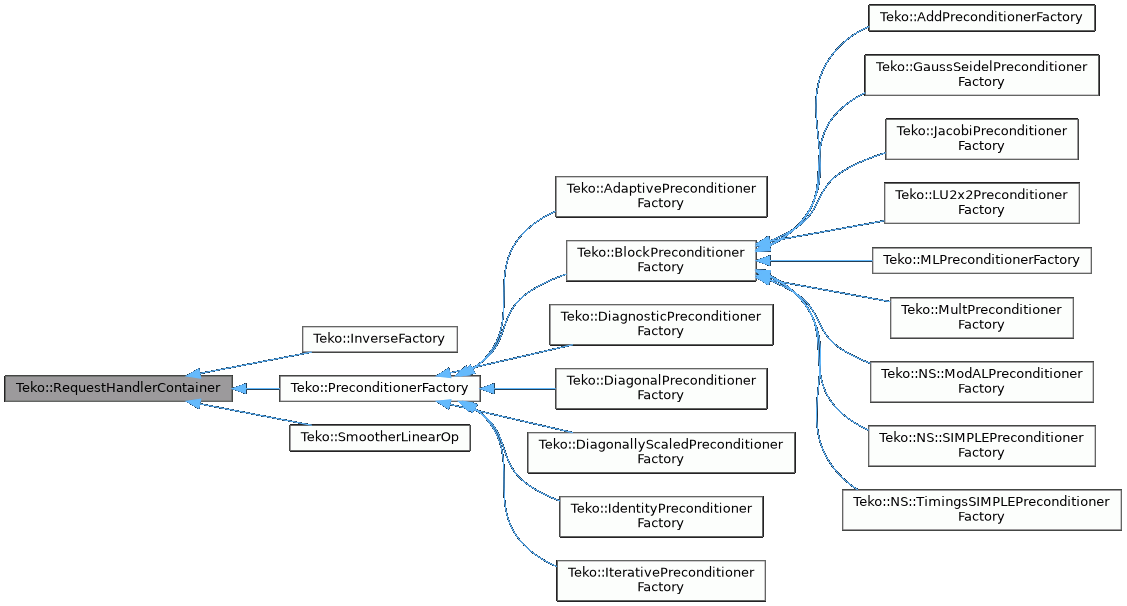 Teko::RequestHandlerContainer
Teko::InverseFactory
Teko::PreconditionerFactory
Teko::SmootherLinearOp
Teko::AdaptivePreconditioner
Factory
Teko::BlockPreconditioner
Factory
Teko::DiagnosticPreconditioner
Factory
Teko::DiagonalPreconditioner
Factory
Teko::DiagonallyScaledPreconditioner
Factory
Teko::IdentityPreconditioner
Factory
Teko::IterativePreconditioner
Factory
Teko::AddPreconditionerFactory
Teko::GaussSeidelPreconditioner
Factory
Teko::JacobiPreconditioner
Factory
Teko::LU2x2Preconditioner
Factory
Teko::MLPreconditionerFactory
Teko::MultPreconditioner
Factory
Teko::NS::ModALPreconditioner
Factory
Teko::NS::SIMPLEPreconditioner
Factory
Teko::NS::TimingsSIMPLEPreconditioner
Factory